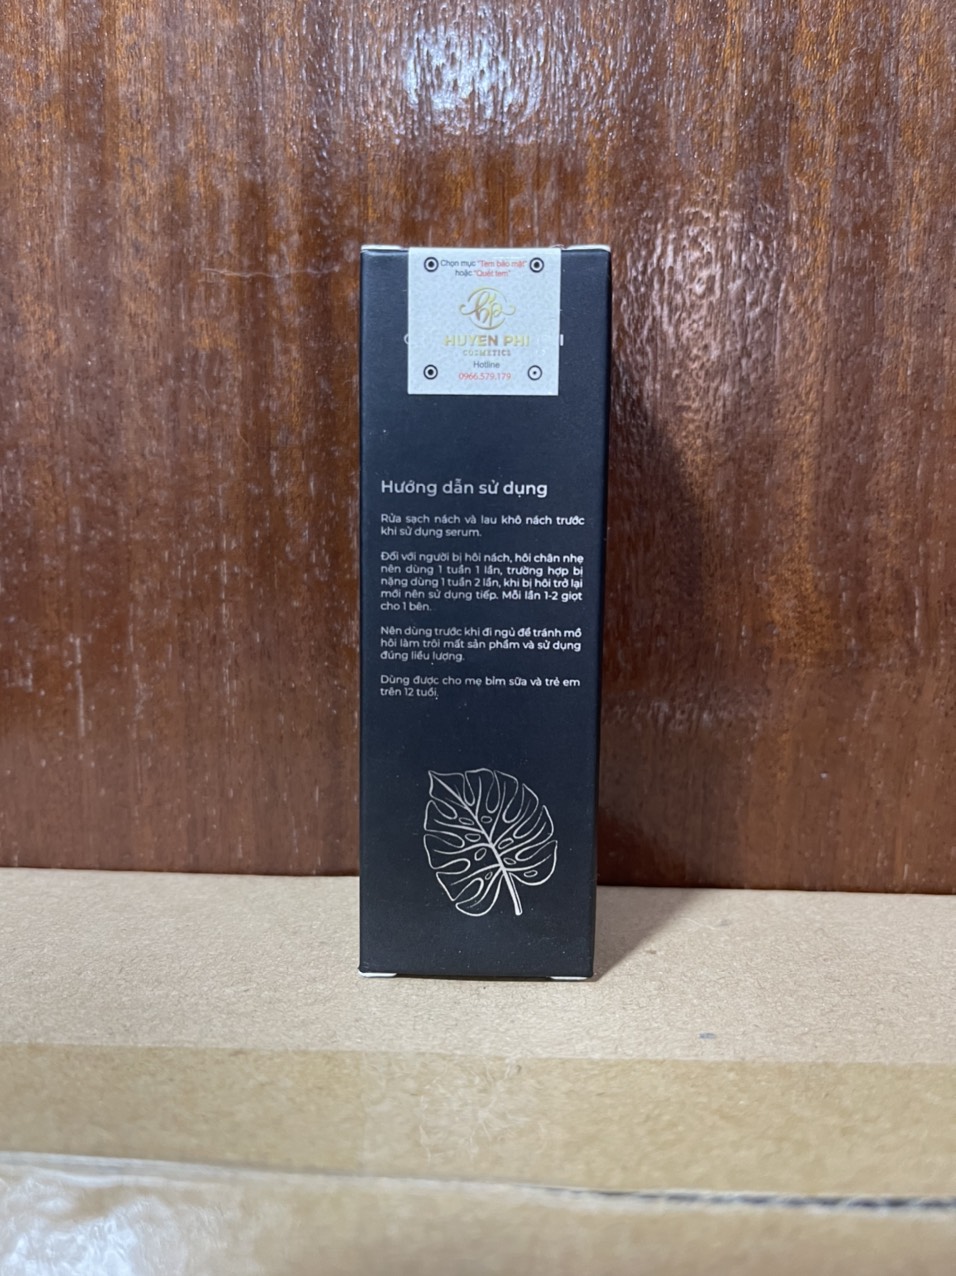 Chọn mục "Tem bảo mật"
hoặc "Quét tem"
HUYEN PHI
COSMETICS
Hotline
0966.579.179
Hướng dẫn sử dụng
Rửa sạch nách và lau khô nách trước
khi sử dụng serum.
Đối với người bị hôi nách, hôi chân nhẹ
nên dùng 1 tuần 1 lần, trường hợp bị
nặng dùng 1 tuần 2 lần, khi bị hôi trở lại
mới nên sử dụng tiếp. Mỗi lần 1-2 giọt
cho 1 bên.
Nên dùng trước khi đi ngủ để tránh mồ
hôi làm trôi mất sản phẩm và sử dụng
đúng liều lượng.
Dùng được cho mẹ bỉm sữa và trẻ em
trên 12 tuổi.